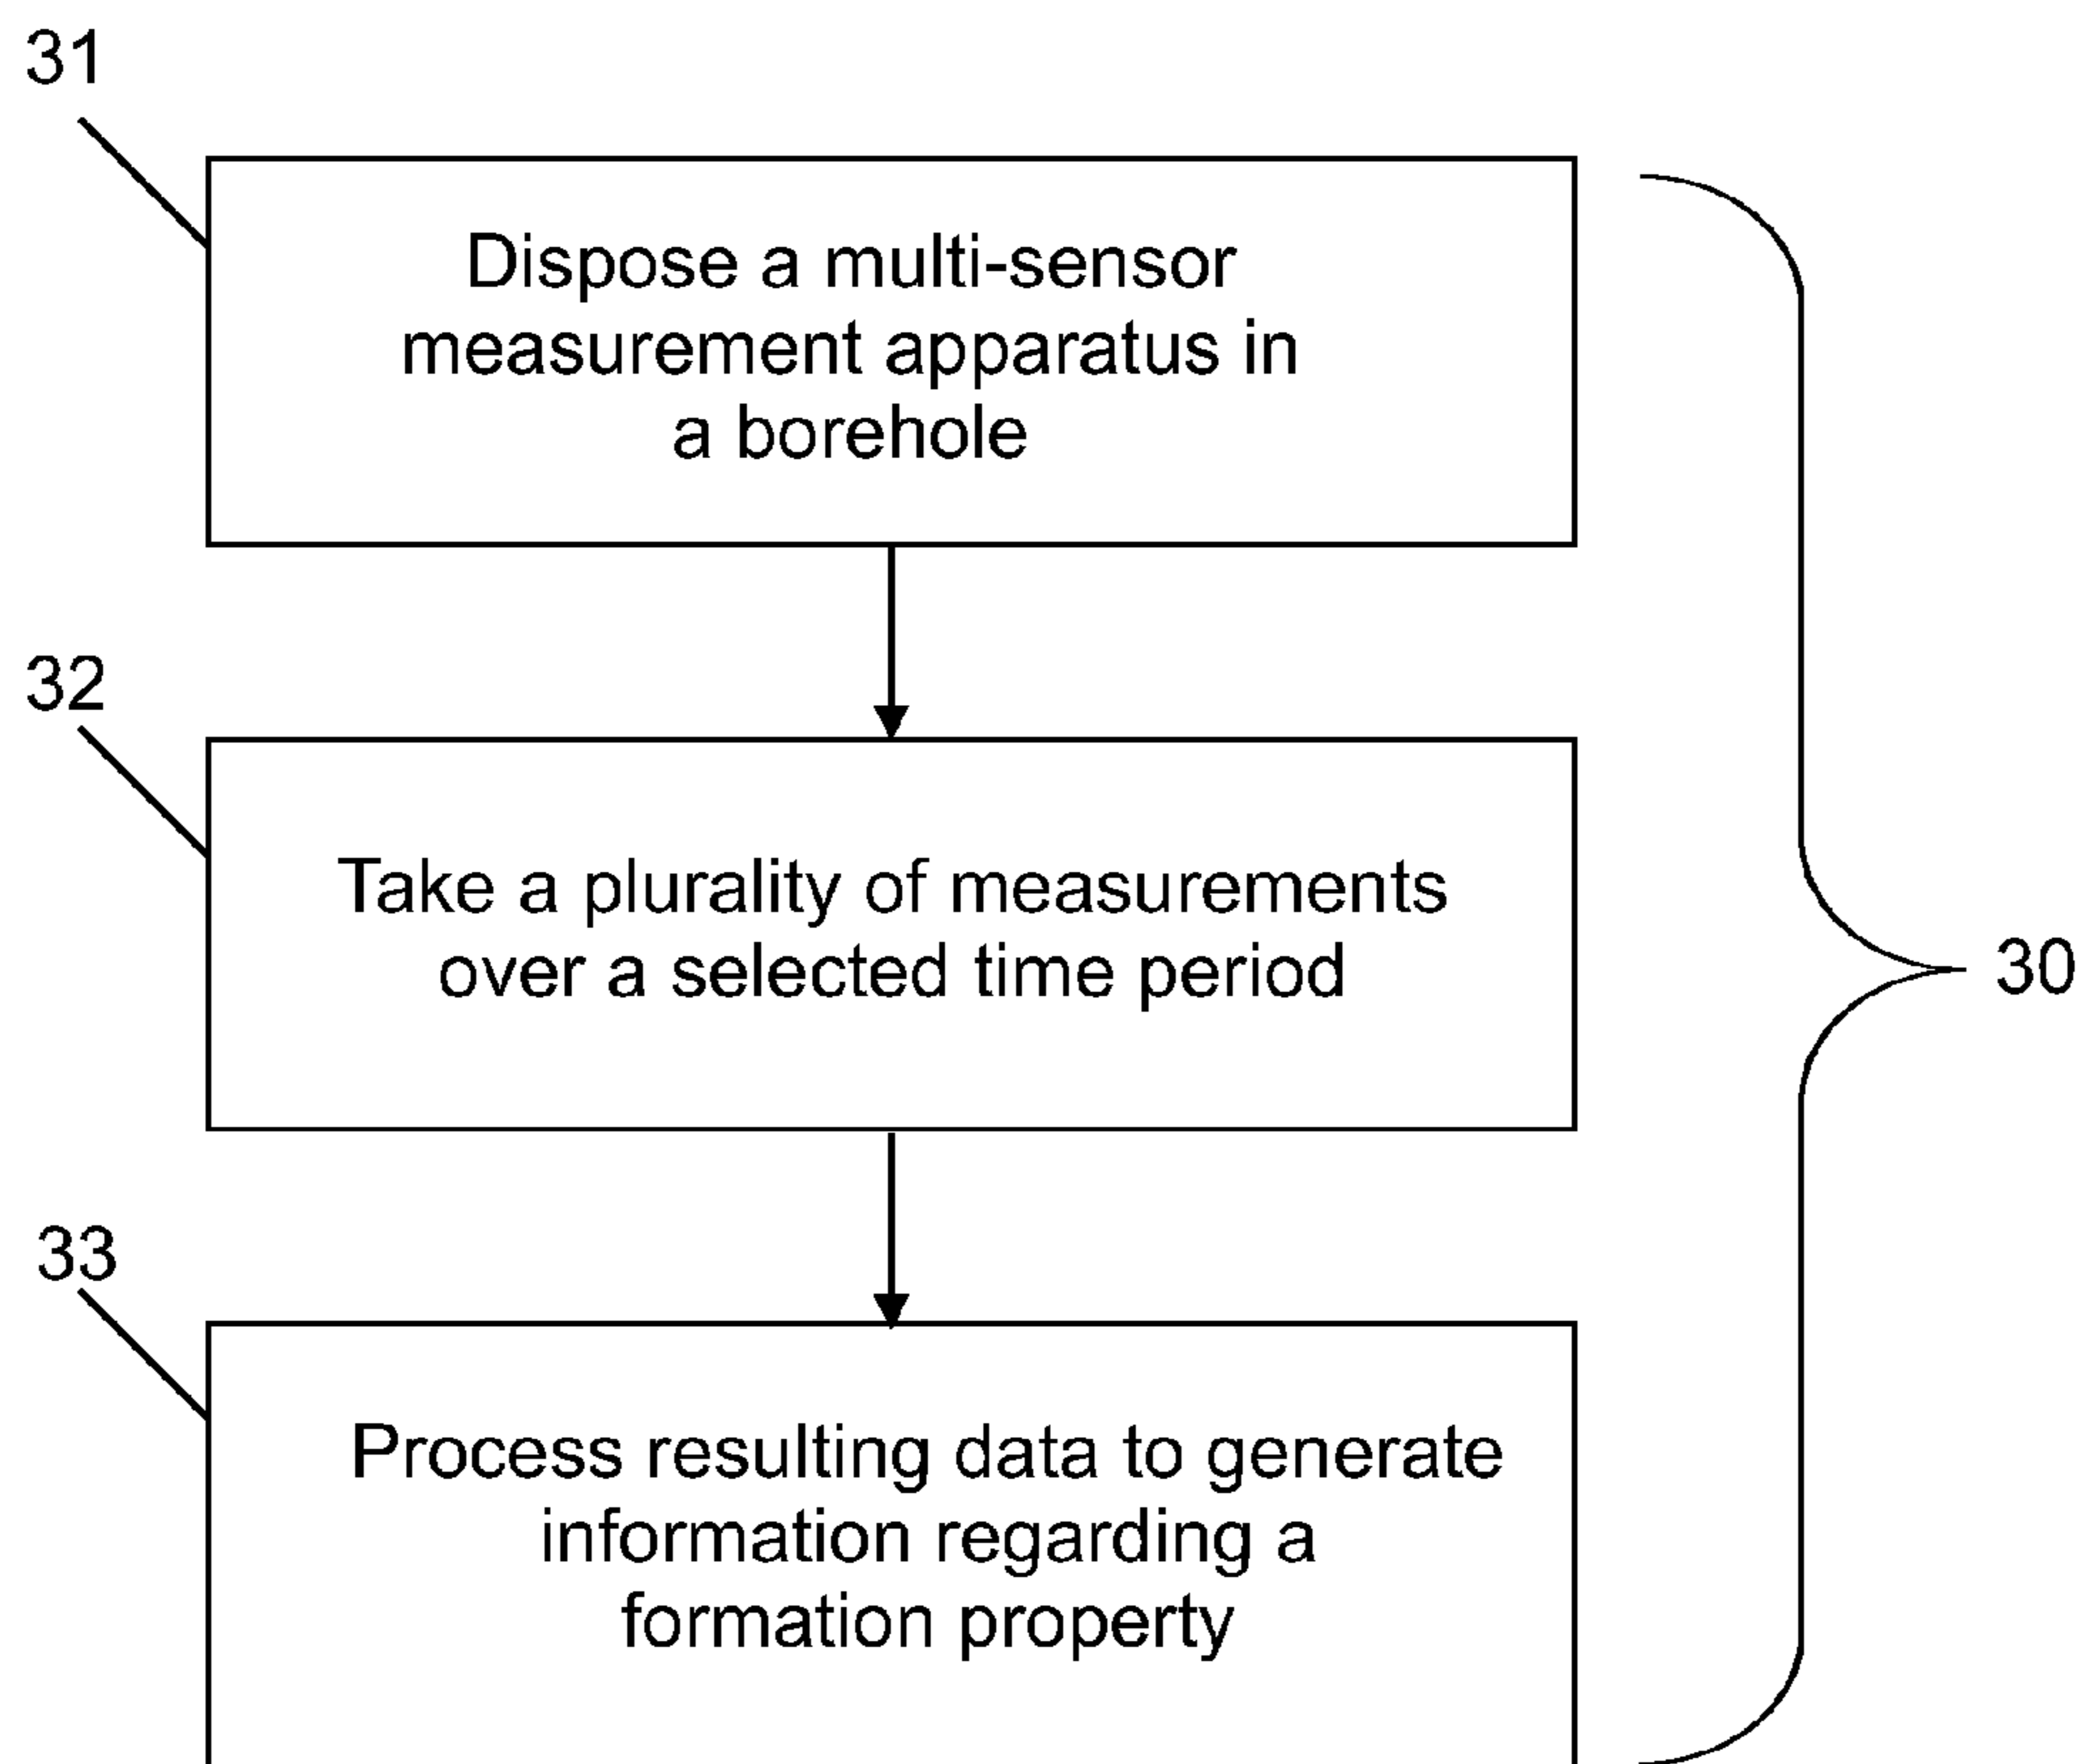 31
Dispose a multi-sensor
measurement apparatus in
a borehole
32
Take a plurality of measurements
over a selected time period
30
33
Process resulting data to generate
information regarding a
formation property